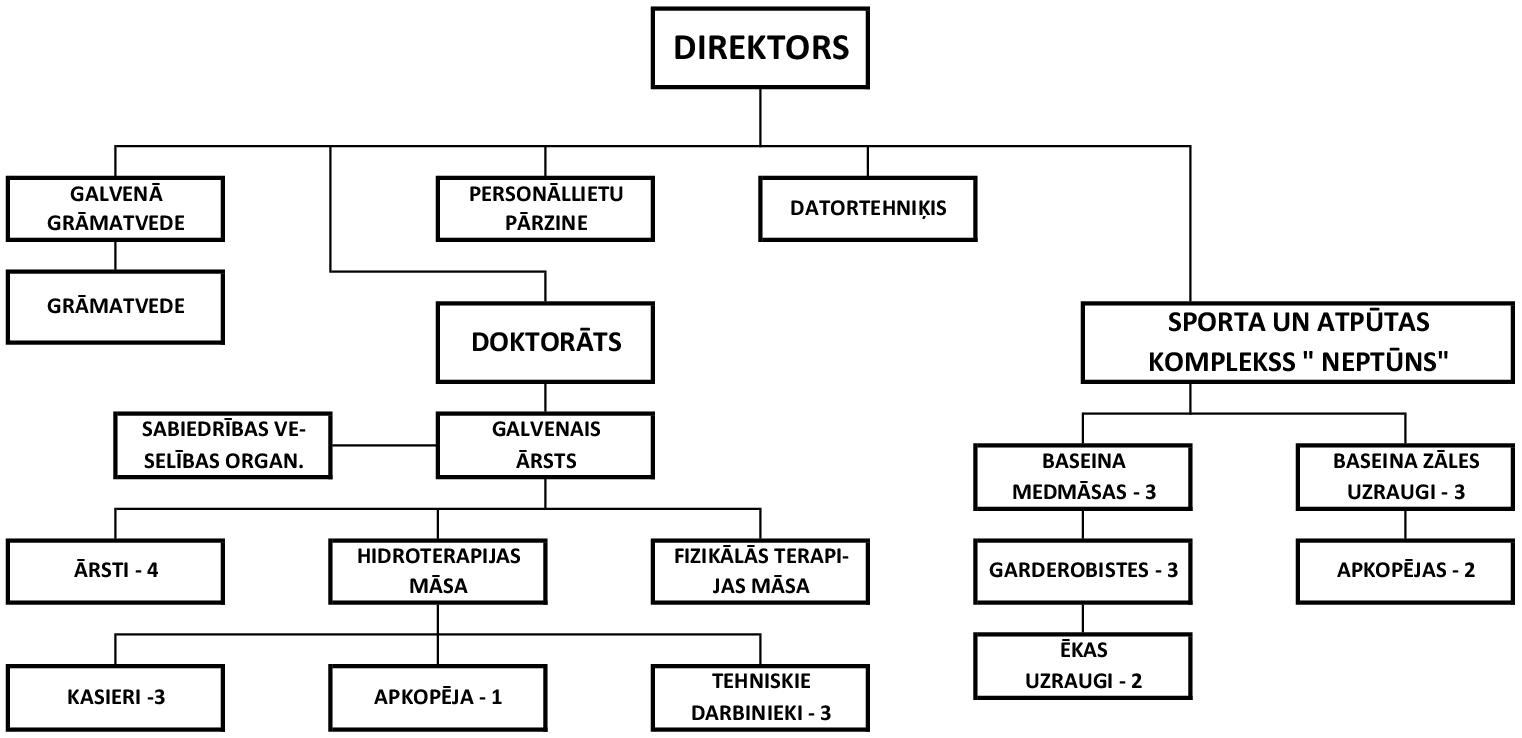 DIREKTORS
GALVENĀ
GRĀMATVEDE
PERSONĀLLIETU
PĀRZINE
DATORTEHNIĶIS
GRĀMATVEDE
DOKTORĀTS
SPORTA UN ATPŪTAS
KOMPLEKSS " NEPTŪNS"
SABIEDRĪBAS VE-
SELĪBAS ORGAN.
GALVENAIS
ĀRSTS
BASEINA
MEDMĀSAS - 3
BASEINA ZĀLES
UZRAUGI - 3
ĀRSTI - 4
HIDROTERAPIJAS
MĀSA
FIZIKĀLĀS TERAPI-
JAS MĀSA
GARDEROBISTES - 3
APKOPĒJAS - 2
KASIERI -3
APKOPĒJA - 1
TEHNISKIE
DARBINIEKI - 3
ĒKAS
UZRAUGI - 2